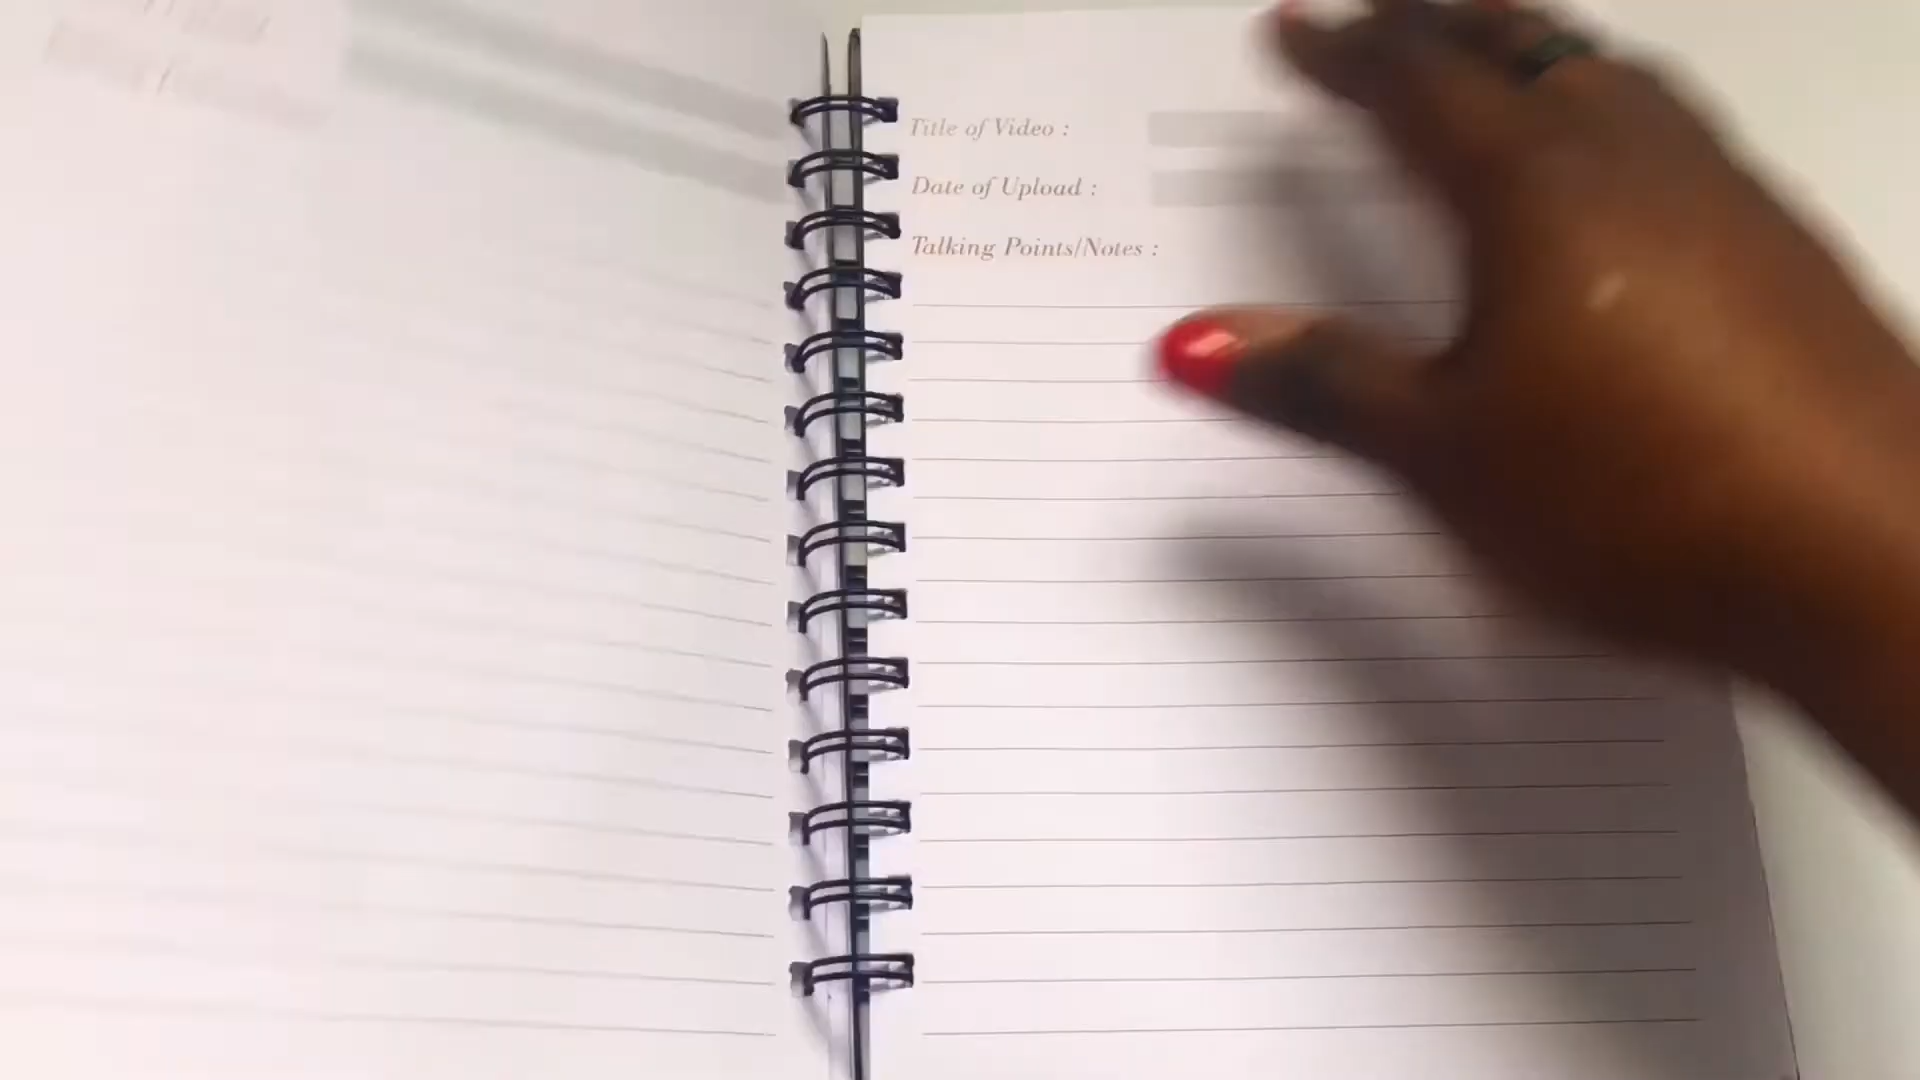 Title of Video :
Date of Upload :
Talking Points/Notes :